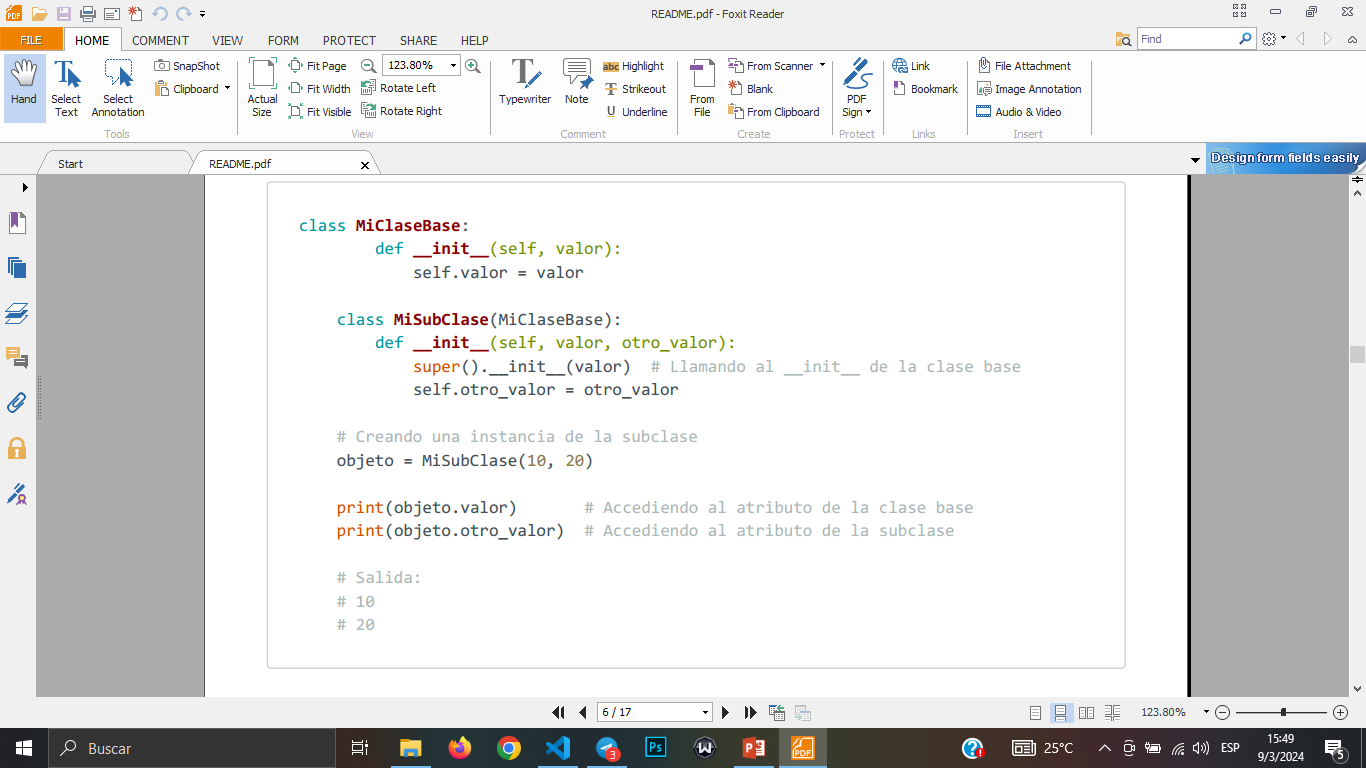 README.pdf - Foxit Reader
FILE HOME COMMENT VIEW FORM PROTECT SHARE HELP
Find
Hand
Select Text
Select Annotation
SnapShot
Clipboard
Tools
Actual Size
Fit Page
Fit Width
Fit Visible
123.80%
Rotate Left
Rotate Right
View
Typewriter
Note
abc Highlight
T Strikeout
U Underline
Comment
From File
From Scanner
Blank
From Clipboard
Create
PDF Sign
Protect
Link
Bookmark
Links
File Attachment
Image Annotation
Audio & Video
Insert
Start
README.pdf
Design form fields easily
class MiClaseBase:
def __init__(self, valor):
self.valor = valor
class MiSubClase(MiClaseBase):
def __init__(self, valor, otro_valor):
super().__init__(valor)  # Llamando al __init__ de la clase base
self.otro_valor = otro_valor
# Creando una instancia de la subclase
objeto = MiSubClase(10, 20)
print(objeto.valor)       # Accediendo al atributo de la clase base
print(objeto.otro_valor)  # Accediendo al atributo de la subclase
# Salida:
# 10
# 20
6 / 17
123.80%
Buscar
3
Ps
PDF
25°C
ESP
15:49
9/3/2024
5